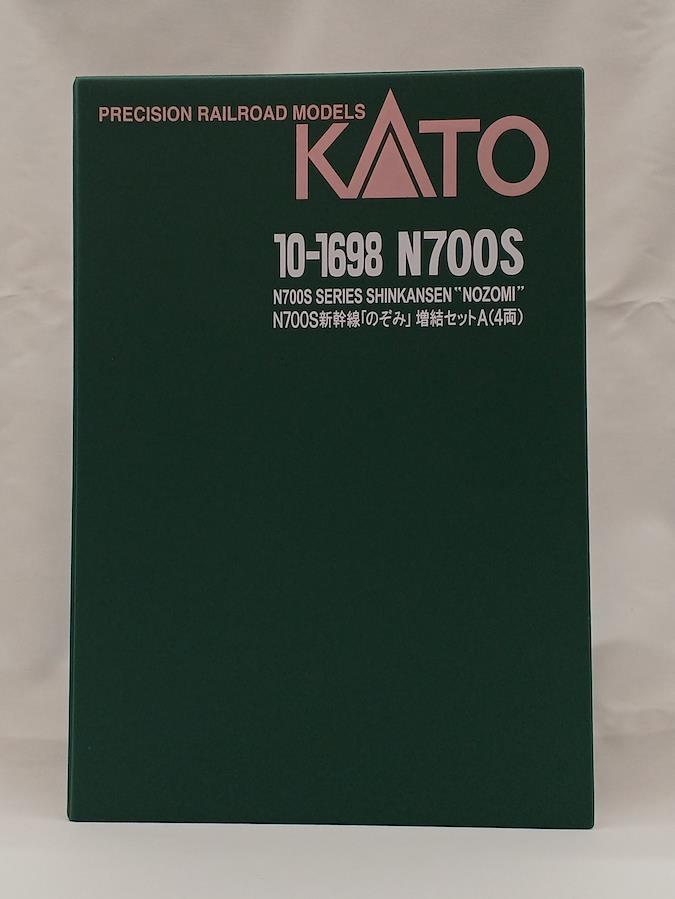 PRECISION RAILROAD MODELS
KATO
10-1698 N700S
N700S SERIES SHINKANSEN "NOZOMI"
N700S新幹線｢のぞみ｣ 増結セットA(4両)